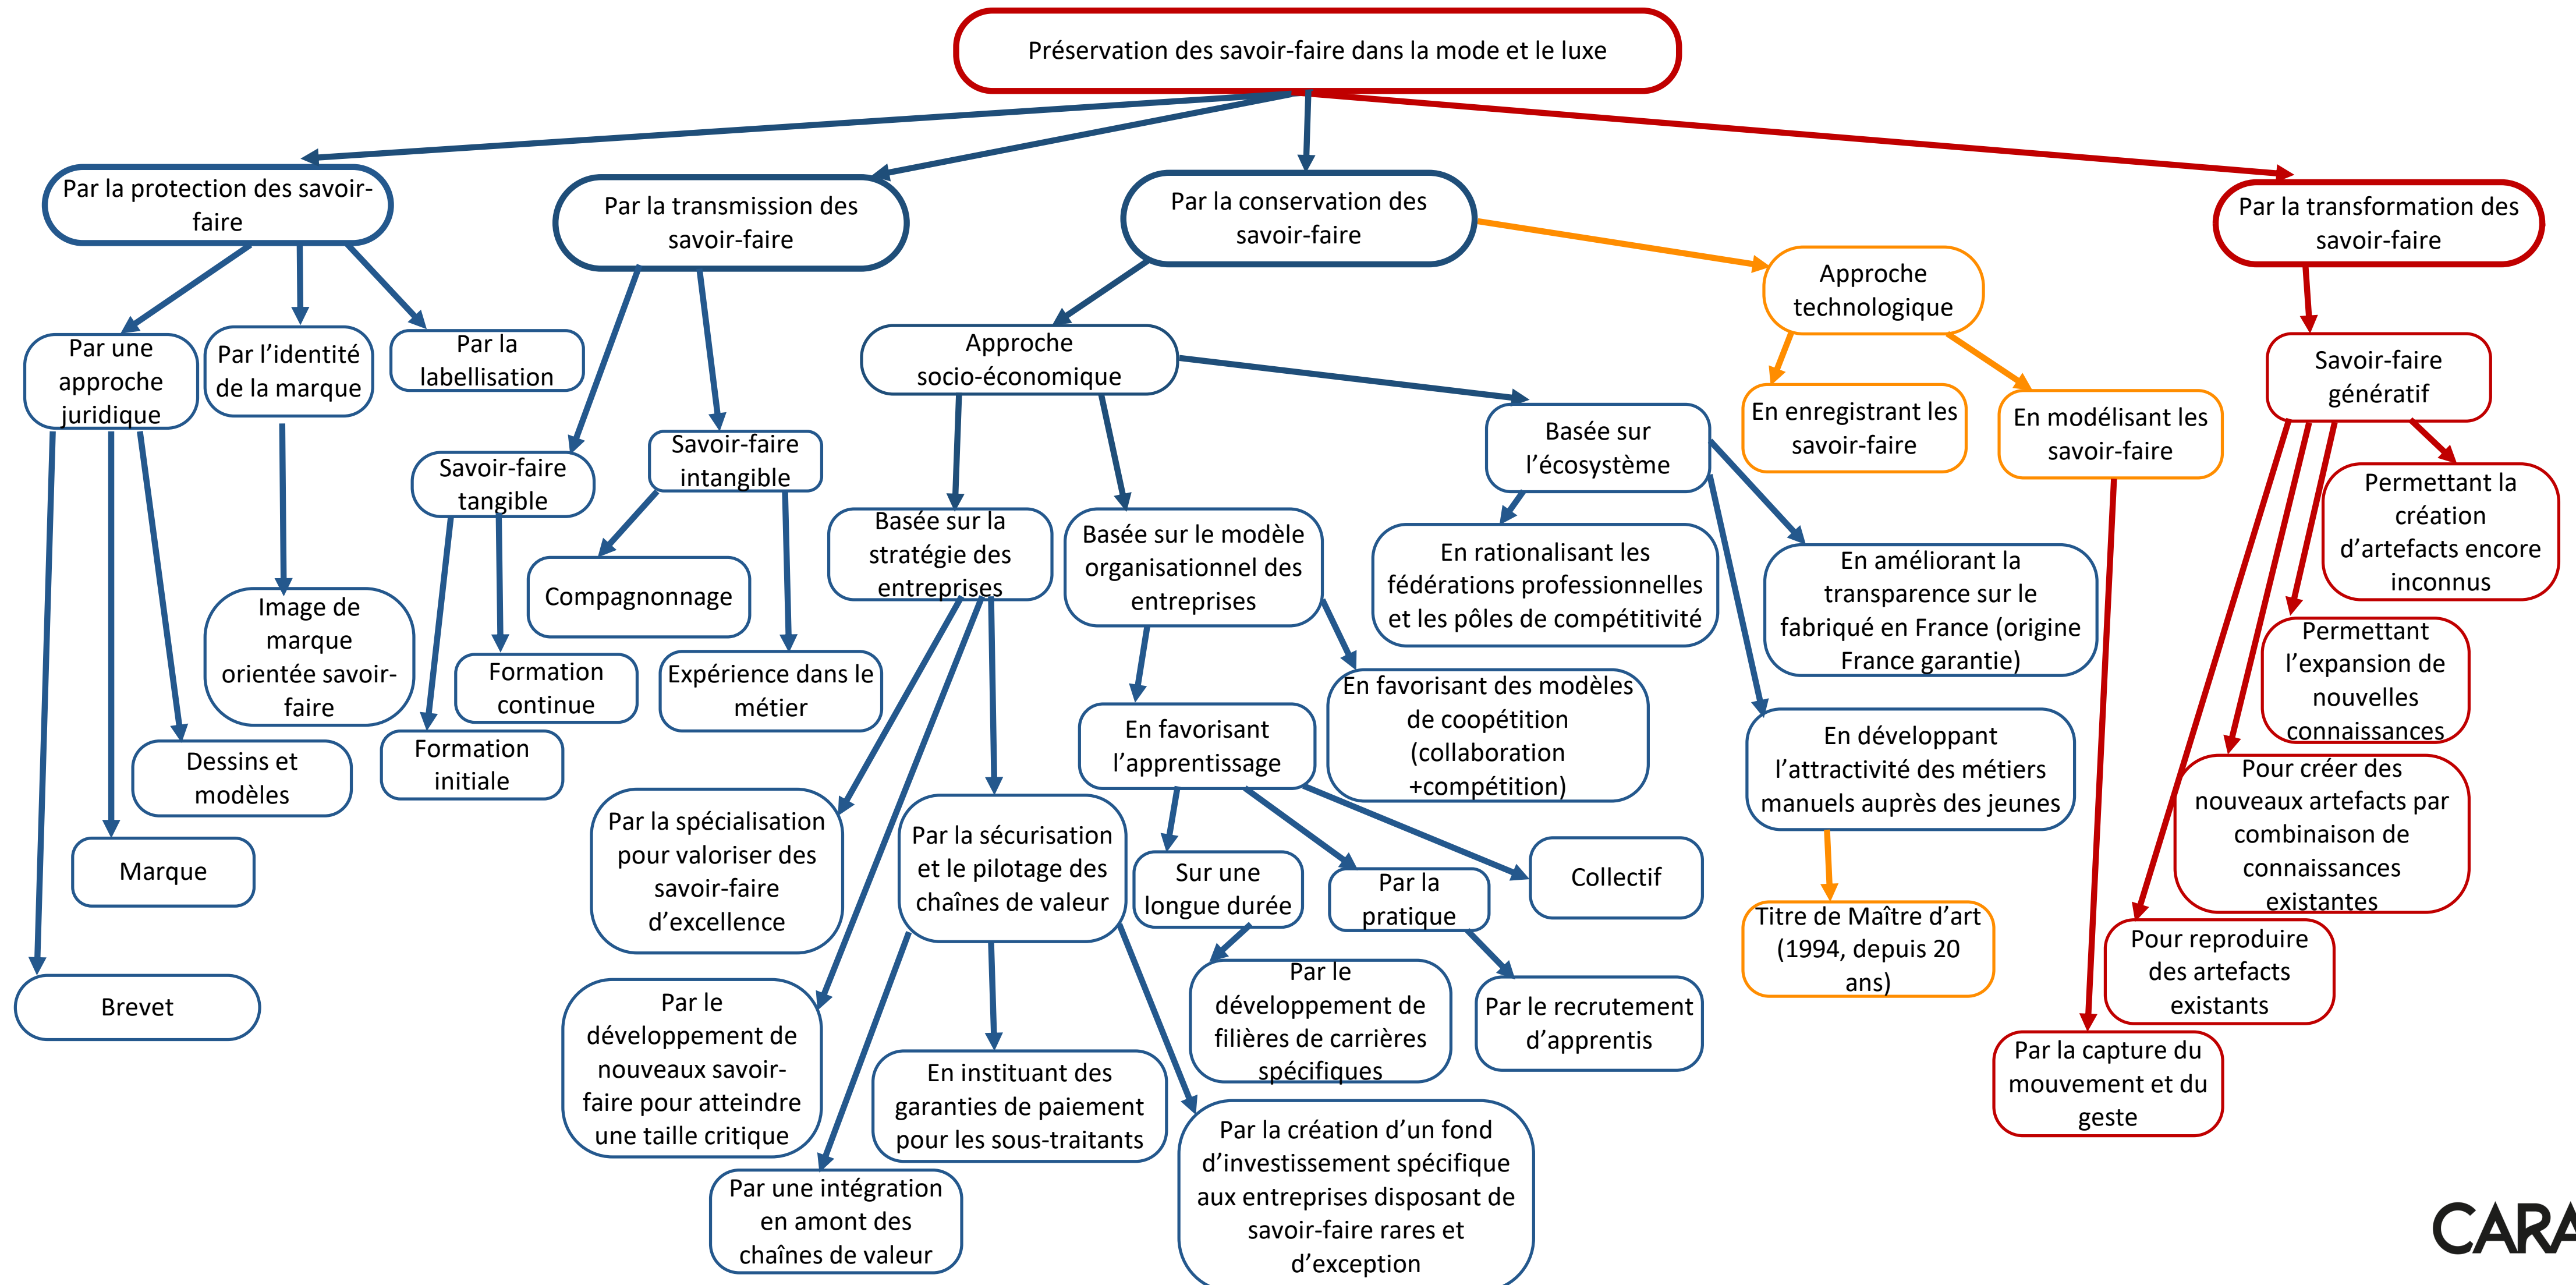 Préservation des savoir-faire dans la mode et le luxe
Par la protection des savoir-
faire
Par la transmission des
savoir-faire
Par la conservation des
savoir-faire
Par la transformation des
savoir-faire
Approche
technologique
Par une
approche
juridique
Par l’identité
de la marque
Par la
labellisation
Approche
socio-économique
Savoir-faire
génératif
En enregistrant les
savoir-faire
En modélisant les
savoir-faire
Basée sur
l’écosystème
Savoir-faire
tangible
Savoir-faire
intangible
Permettant la
création
d’artefacts encore
inconnus
Basée sur la
stratégie des
entreprises
Basée sur le modèle
organisationnel des
entreprises
En rationalisant les
fédérations professionnelles
et les pôles de compétitivité
En améliorant la
transparence sur le
fabriqué en France (origine
France garantie)
Compagnonnage
Image de
marque
orientée savoir-
faire
Formation
continue
Expérience dans le
métier
Permettant
l’expansion de
nouvelles
connaissances
En favorisant des modèles
de coopétition
(collaboration
+compétition)
En favorisant
l’apprentissage
En développant
l’attractivité des métiers
manuels auprès des jeunes
Formation
initiale
Dessins et
modèles
Pour créer des
nouveaux artefacts par
combinaison de
connaissances
existantes
Par la spécialisation
pour valoriser des
savoir-faire
d’excellence
Par la sécurisation
et le pilotage des
chaînes de valeur
Marque
Sur une
longue durée
Par la
pratique
Collectif
Titre de Maître d’art
(1994, depuis 20
ans)
Pour reproduire
des artefacts
existants
Brevet
Par le
développement de
nouveaux savoir-
faire pour atteindre
une taille critique
Par le
développement de
filières de carrières
spécifiques
Par le recrutement
d’apprentis
En instituant des
garanties de paiement
pour les sous-traitants
Par la capture du
mouvement et du
geste
Par une intégration
en amont des
chaînes de valeur
Par la création d’un fond
d’investissement spécifique
aux entreprises disposant de
savoir-faire rares et
d’exception
CARA